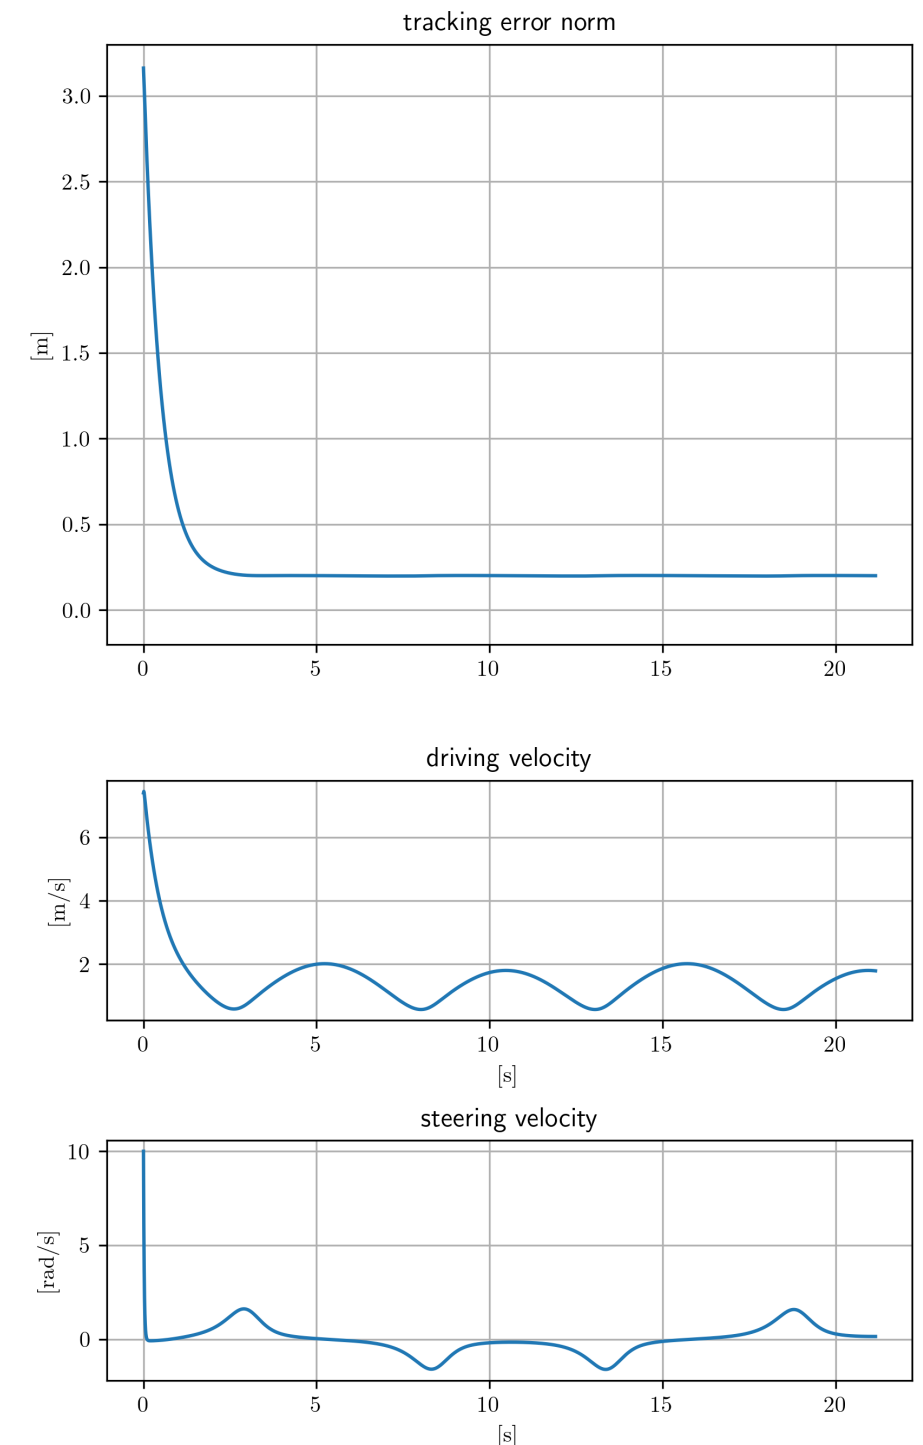 tracking error norm
3.0
2.5
2.0
[m]
1.5
1.0
0.5
0.0
0 5 10 15 20
driving velocity
6
[m/s]
4
2
0 5 10 15 20
[s]
steering velocity
10
[rad/s]
5
0
0 5 10 15 20
[s]